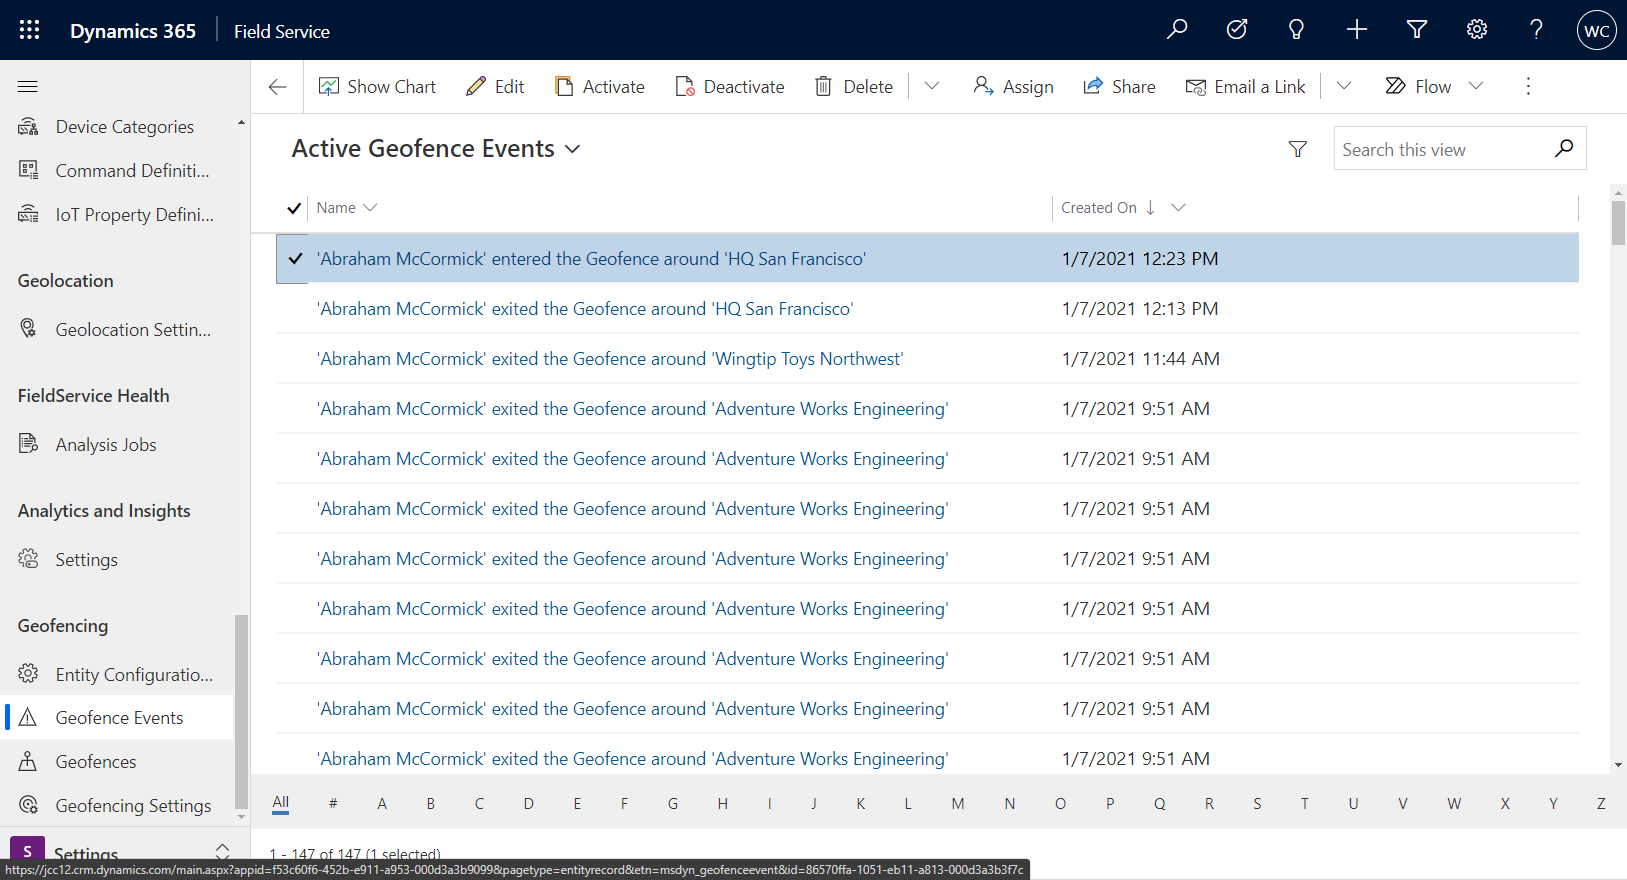 Dynamics 365 Field Service WC
Show Chart Edit Activate Deactivate Delete Assign Share Email a Link Flow
Device Categories
Command Definiti...
IoT Property Defini...
Geolocation
Geolocation Settin...
FieldService Health
Analysis Jobs
Analytics and Insights
Settings
Geofencing
Entity Configuratio...
Geofence Events
Geofences
Geofencing Settings
S Settings
Active Geofence Events
Search this view
Name Created On
'Abraham McCormick' entered the Geofence around 'HQ San Francisco' 1/7/2021 12:23 PM
'Abraham McCormick' exited the Geofence around 'HQ San Francisco' 1/7/2021 12:13 PM
'Abraham McCormick' exited the Geofence around 'Wingtip Toys Northwest' 1/7/2021 11:44 AM
'Abraham McCormick' exited the Geofence around 'Adventure Works Engineering' 1/7/2021 9:51 AM
'Abraham McCormick' exited the Geofence around 'Adventure Works Engineering' 1/7/2021 9:51 AM
'Abraham McCormick' exited the Geofence around 'Adventure Works Engineering' 1/7/2021 9:51 AM
'Abraham McCormick' exited the Geofence around 'Adventure Works Engineering' 1/7/2021 9:51 AM
'Abraham McCormick' exited the Geofence around 'Adventure Works Engineering' 1/7/2021 9:51 AM
'Abraham McCormick' exited the Geofence around 'Adventure Works Engineering' 1/7/2021 9:51 AM
'Abraham McCormick' exited the Geofence around 'Adventure Works Engineering' 1/7/2021 9:51 AM
'Abraham McCormick' exited the Geofence around 'Adventure Works Engineering' 1/7/2021 9:51 AM
All # A B C D E F G H I J K L M N O P Q R S T U V W X Y Z
1 - 147 of 147 (1 selected)
https://jcc12.crm.dynamics.com/main.aspx?appid=f53c60f6-452b-e911-a953-000d3a3b9099&pagetype=entityrecord&etn=msdyn_geofenceevent&id=86570ffa-1051-eb11-a813-000d3a3b3f7c